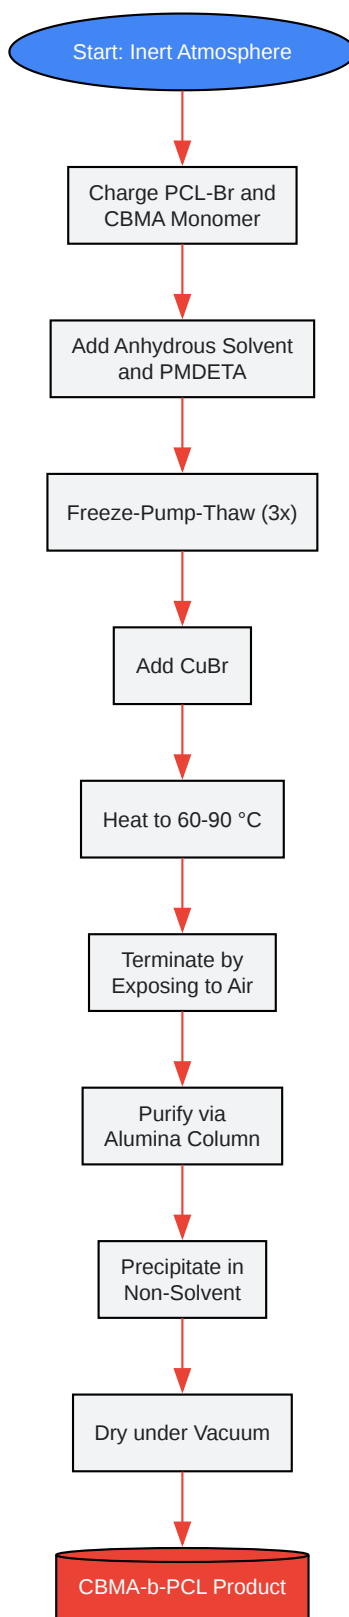 Start: Inert Atmosphere
Charge PCL-Br and
CBMA Monomer
Add Anhydrous Solvent
and PMDETA
Freeze-Pump-Thaw (3x)
Add CuBr
Heat to 60-90 °C
Terminate by
Exposing to Air
Purify via
Alumina Column
Precipitate in
Non-Solvent
Dry under Vacuum
CBMA-b-PCL Product